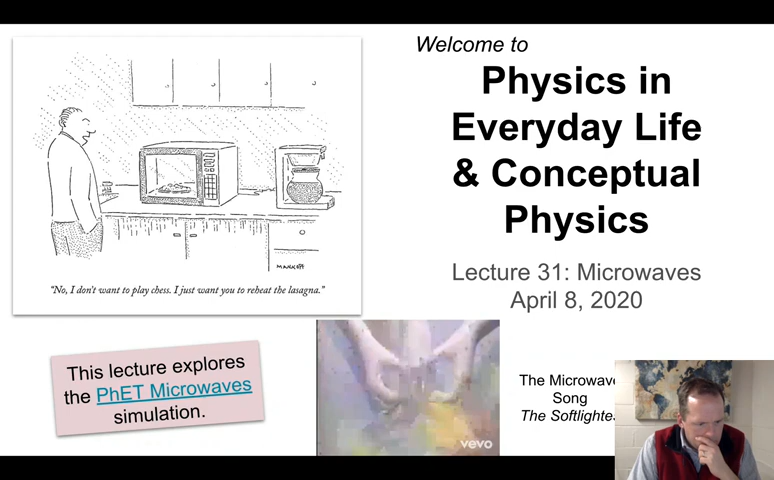 Welcome to
Physics in
Everyday Life
& Conceptual
Physics
Lecture 31: Microwaves
April 8, 2020
MANKOFF
"No, I don't want to play chess. I just want you to reheat the lasagna."
This lecture explores
the PhET Microwaves
simulation.
vevo
The Microwave
Song
The Softlightes